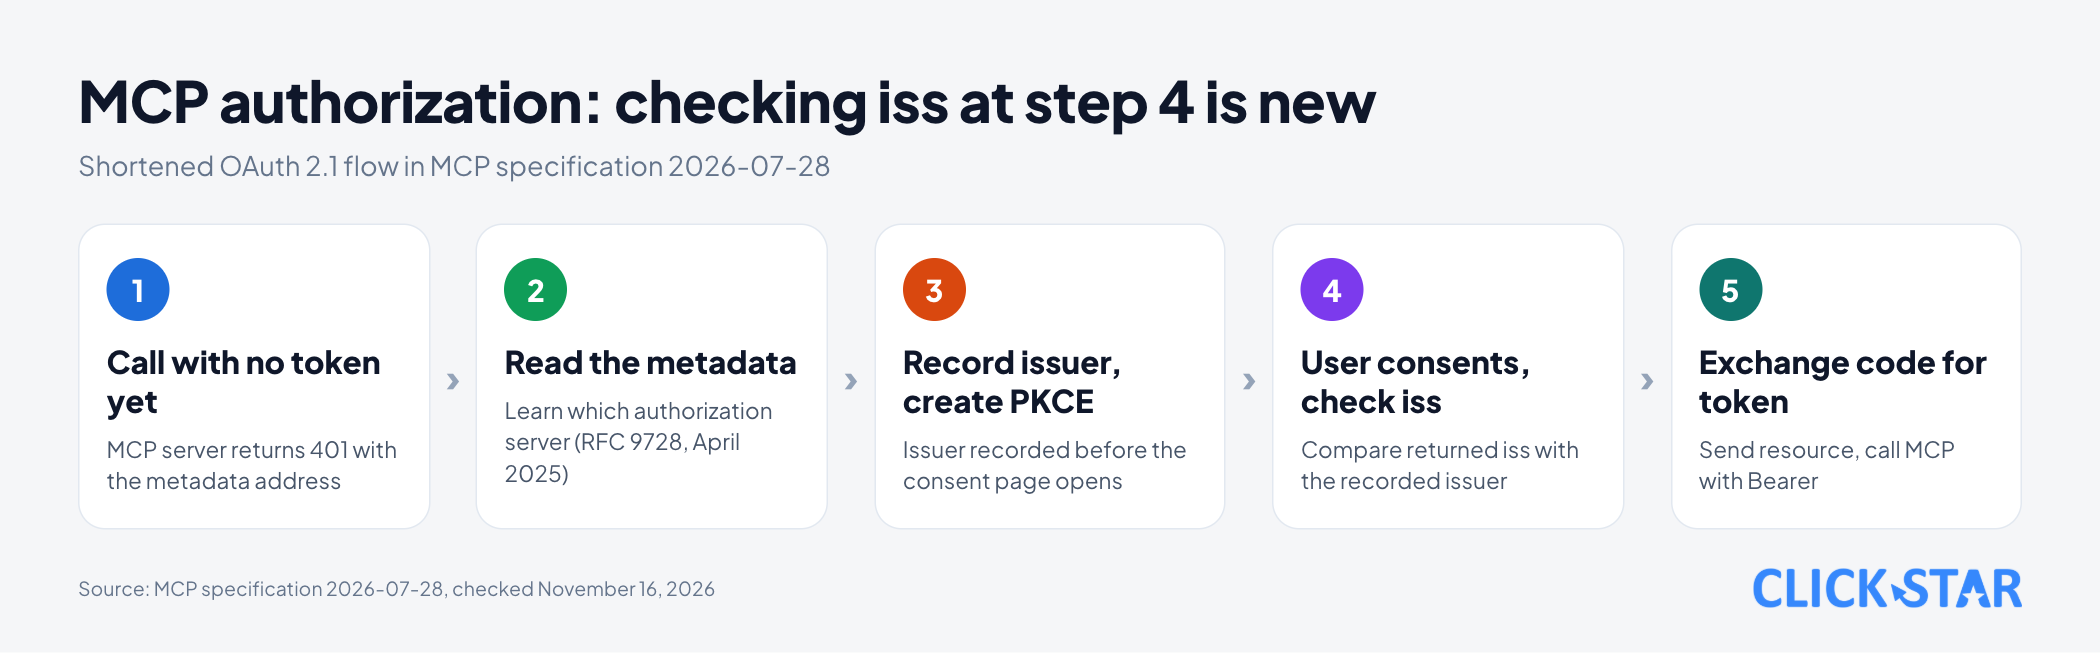 MCP authorization: checking iss at step 4 is new
Shortened OAuth 2.1 flow in MCP specification 2026-07-28
1
Call with no token
yet
MCP server returns 401 with
the metadata address
›
2
Read the metadata
Learn which authorization
server (RFC 9728, April
2025)
›
3
Record issuer,
create PKCE
Issuer recorded before the
consent page opens
›
4
User consents,
check iss
Compare returned iss with
the recorded issuer
›
5
Exchange code for
token
Send resource, call MCP
with Bearer
Source: MCP specification 2026-07-28, checked November 16, 2026
CLICKSTAR